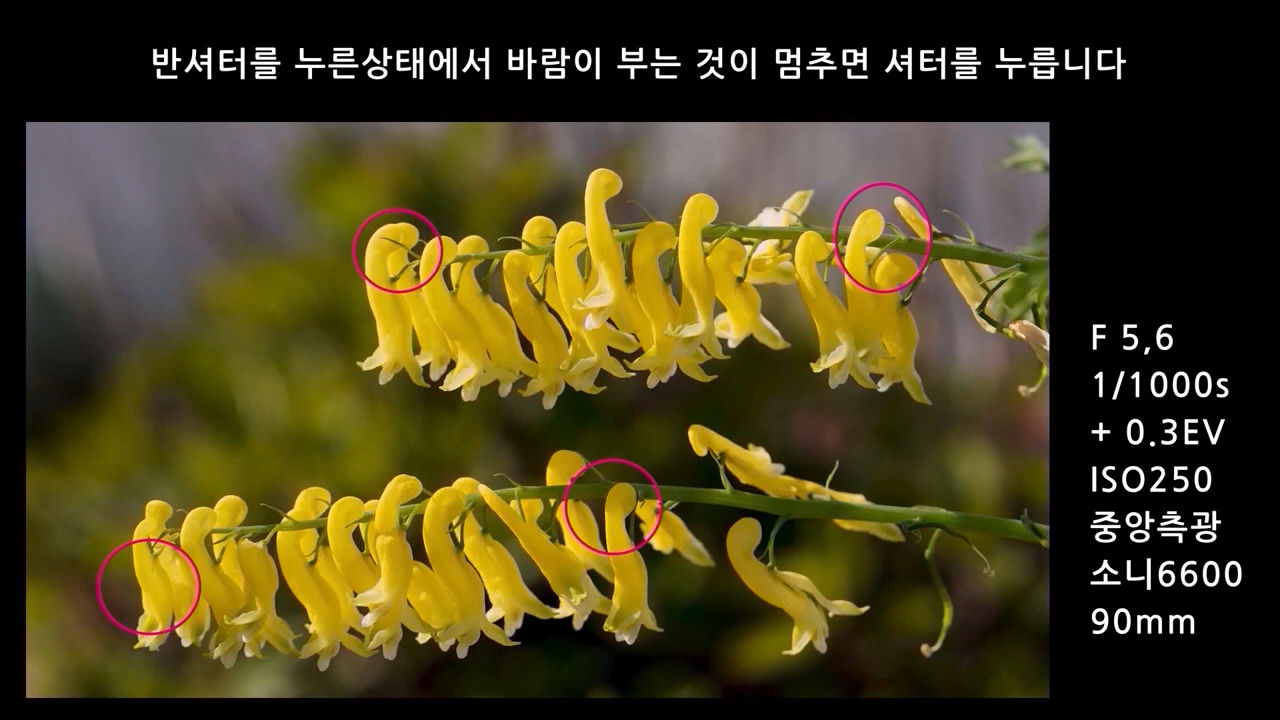 반셔터를 누른상태에서 바람이 부는 것이 멈추면 셔터를 누릅니다
F 5,6
1/1000s
+ 0.3EV
ISO250
중앙측광
소니6600
90mm